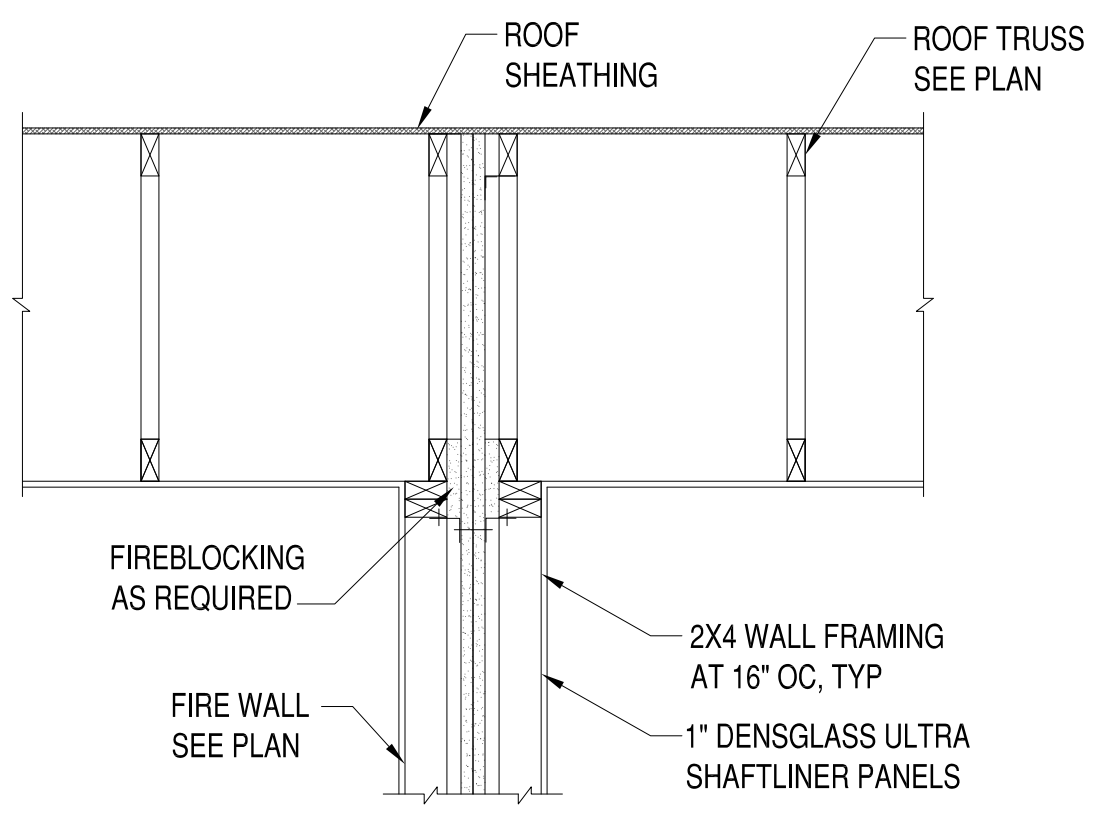 ROOF
SHEATHING
ROOF TRUSS
SEE PLAN
FIREBLOCKING
AS REQUIRED
2X4 WALL FRAMING
AT 16" OC, TYP
FIRE WALL
SEE PLAN
1" DENSGLASS ULTRA
SHAFTLINER PANELS